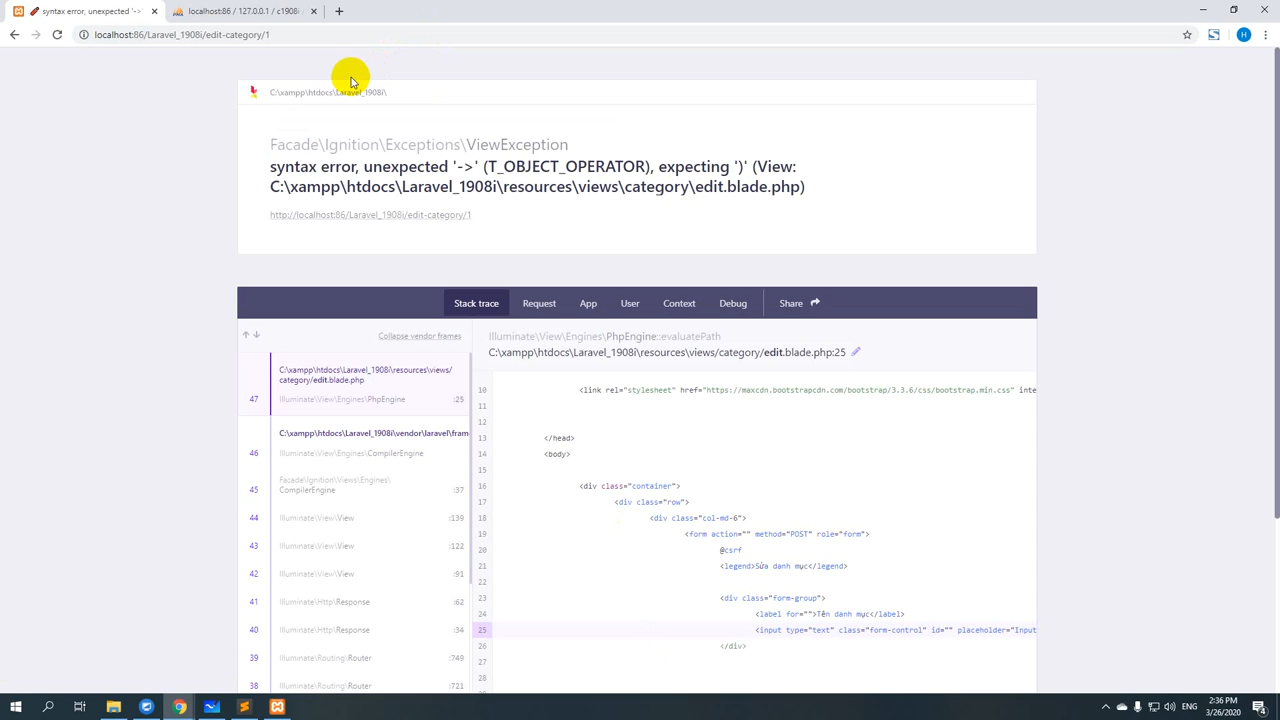 syntax error, unexpected '->'
localhost:86 / 127.0.0.1 / c1908i
localhost:86/Laravel_1908i/edit-category/1
C:\xampp\htdocs\Laravel_1908i\
Facade\Ignition\Exceptions\ViewException
syntax error, unexpected '->' (T_OBJECT_OPERATOR), expecting ')' (View:
C:\xampp\htdocs\Laravel_1908i\resources\views\category\edit.blade.php)
http://localhost:86/Laravel_1908i/edit-category/1
Stack trace
Request
App
User
Context
Debug
Share
Collapse vendor frames
Illuminate\View\Engines\PhpEngine::evaluatePath
C:\xampp\htdocs\Laravel_1908i\resources/views/category/edit.blade.php:25
C:\xampp\htdocs\Laravel_1908i\resources/views/
category/edit.blade.php
47 Illuminate\View\Engines\PhpEngine :25
C:\xampp\htdocs\Laravel_1908i\vendor\laravel\fram
46 Illuminate\View\Engines\CompilerEngine
Facade\Ignition\Views\Engines\
45 CompilerEngine :37
44 Illuminate\View\View :139
43 Illuminate\View\View :122
42 Illuminate\View\View :91
41 Illuminate\Http\Response :62
40 Illuminate\Http\Response :34
39 Illuminate\Routing\Router :749
38 Illuminate\Routing\Router :721
10 <link rel="stylesheet" href="https://maxcdn.bootstrapcdn.com/bootstrap/3.3.6/css/bootstrap.min.css" inte
11
12
13 </head>
14 <body>
15
16 <div class="container">
17 <div class="row">
18 <div class="col-md-6">
19 <form action="" method="POST" role="form">
20 @csrf
21 <legend>Sửa danh mục</legend>
22
23 <div class="form-group">
24 <label for="">Tên danh mục</label>
25 <input type="text" class="form-control" id="" placeholder="Input
26 </div>
27
28
ENG
2:36 PM
3/26/2020
H
4